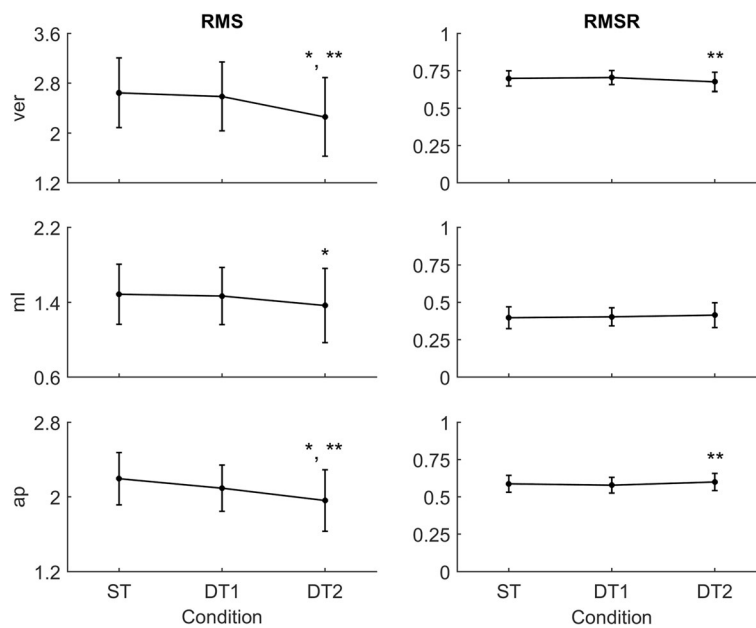 RMS
RMSR
3.6
2.8
2
1.2
ver
*, **
1
0.75
0.5
0.25
0
**
2.2
1.4
0.6
ml
*
1
0.75
0.5
0.25
0
2.8
2
1.2
ap
*, **
ST
DT1
DT2
Condition
1
0.75
0.5
0.25
0
**
ST
DT1
DT2
Condition